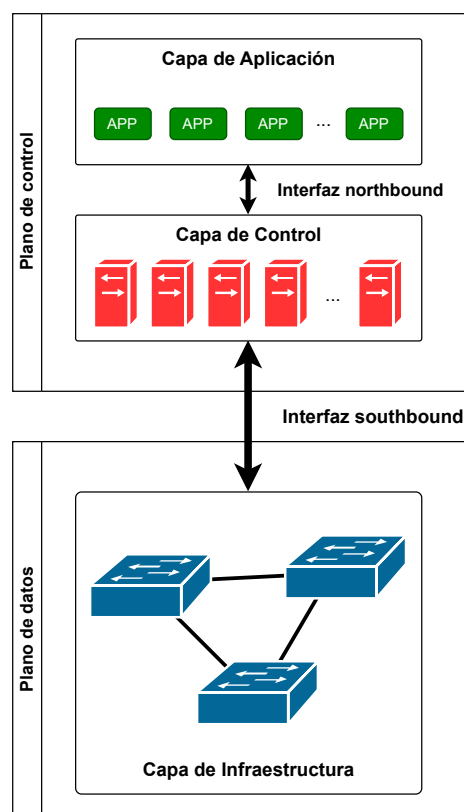 Plano de control
Capa de Aplicación
APP APP APP ... APP
Interfaz northbound
Capa de Control
...
Interfaz southbound
Plano de datos
Capa de Infraestructura